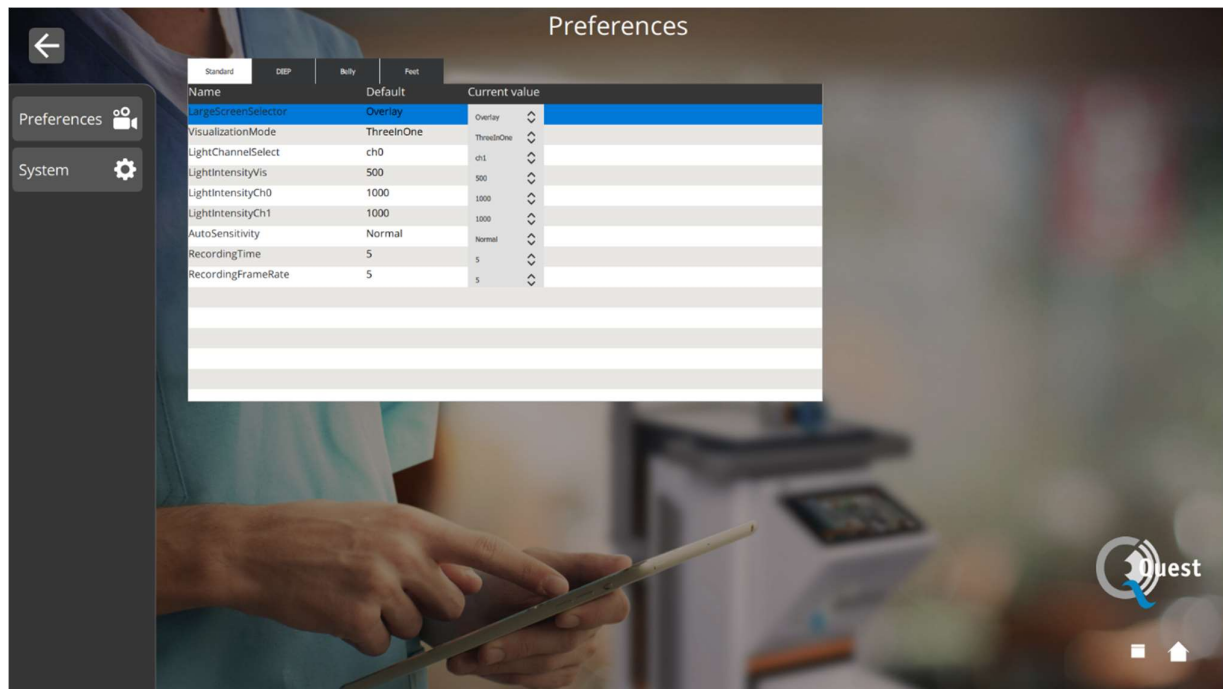 Preferences
Standard DIEP Belly Feet
Name Default Current value
LargeScreenSelector Overlay Overlay
VisualizationMode ThreeInOne ThreeInOne
LightChannelSelect ch0 ch1
LightIntensityVis 500 500
LightIntensityCh0 1000 1000
LightIntensityCh1 1000 1000
AutoSensitivity Normal Normal
RecordingTime 5 5
RecordingFrameRate 5 5
Preferences
System
Quest